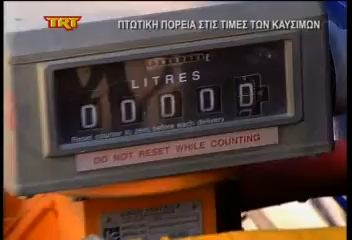 TRT
ΠΤΩΤΙΚΗ ΠΟΡΕΙΑ ΣΤΙΣ ΤΙΜΕΣ ΤΩΝ ΚΑΥΣΙΜΩΝ
LITRES
0 0 0 0 0
Reset counter to zero before each delivery
DO NOT RESET WHILE COUNTING